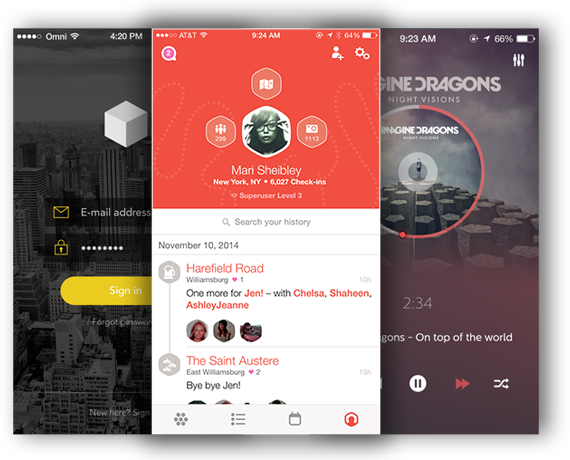 Omni
4:20 PM
E-mail address
Sign in
New here? Sign
2
AT&T
9:24 AM
64%
299
1113
Mari Sheibley
New York, NY • 6,027 Check-ins
Superuser Level 3
Search your history
November 10, 2014
Harefield Road
Williamsburg ♥ 1
10h
One more for Jen! – with Chelsa, Shaheen,
AshleyJeanne
The Saint Austere
East Williamsburg ♥ 2
12h
Bye bye Jen!
9:23 AM
66%
GINE DRAGONS
NIGHT VISIONS
IMAGINE DRAGONS
NIGHT VISIONS
2:34
agons - On top of the world